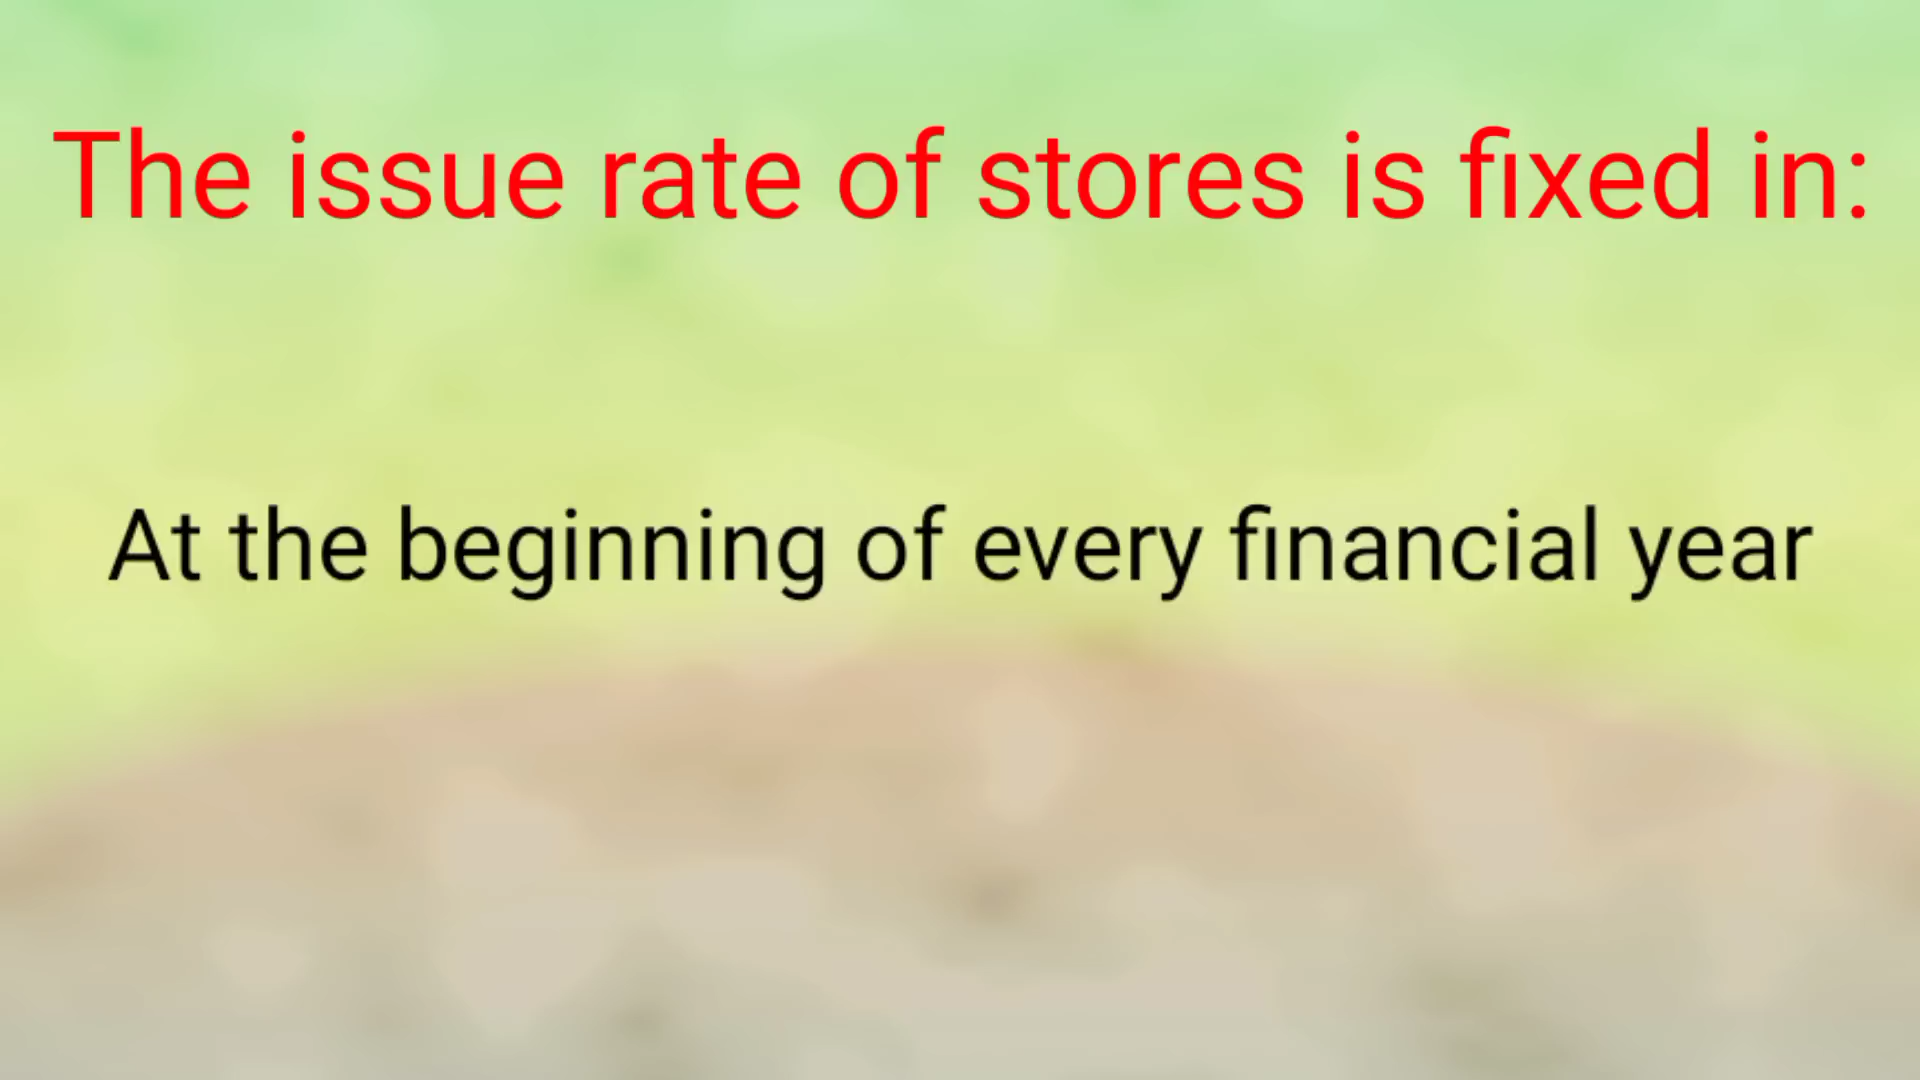 The issue rate of stores is fixed in:
At the beginning of every financial year